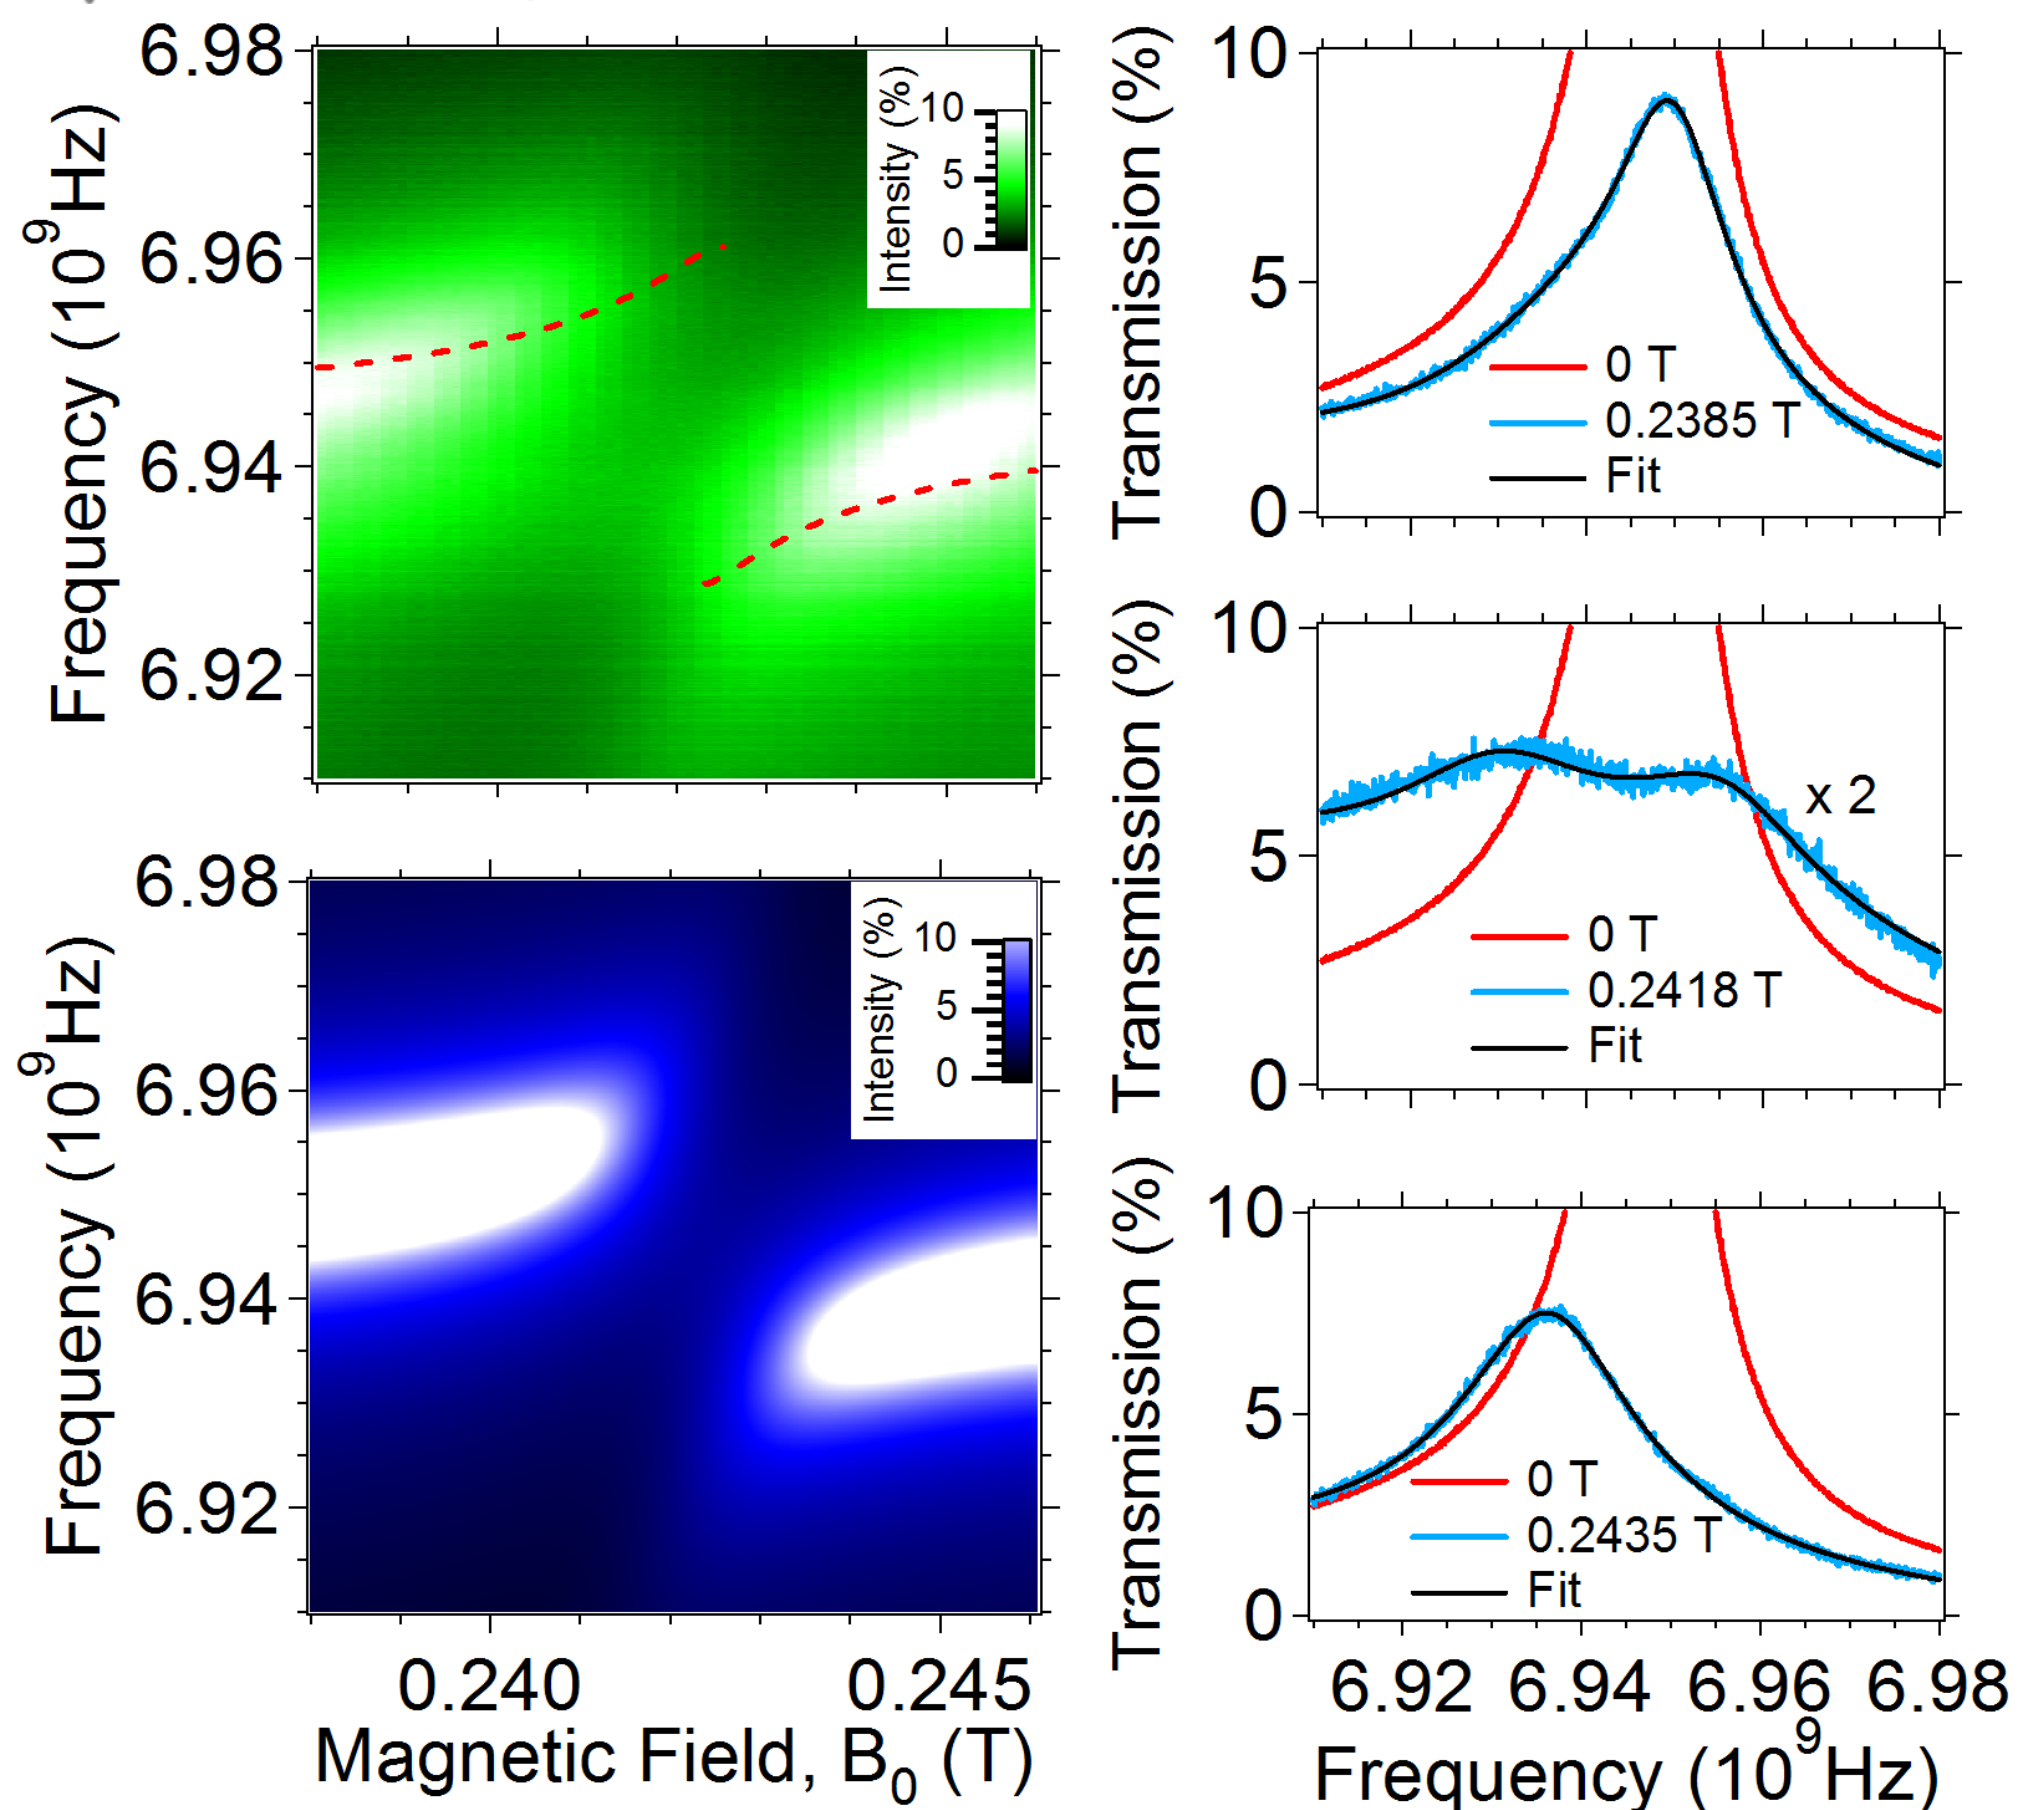 6.98
6.96
6.94
6.92
Frequency (10⁹Hz)
Intensity (%)
10
5
0
6.98
6.96
6.94
6.92
Frequency (10⁹Hz)
Intensity (%)
10
5
0
0.240
0.245
Magnetic Field, B₀ (T)
10
5
0
Transmission (%)
0 T
0.2385 T
Fit
10
5
0
Transmission (%)
x 2
0 T
0.2418 T
Fit
10
5
0
Transmission (%)
0 T
0.2435 T
Fit
6.92 6.94 6.96 6.98
Frequency (10⁹Hz)